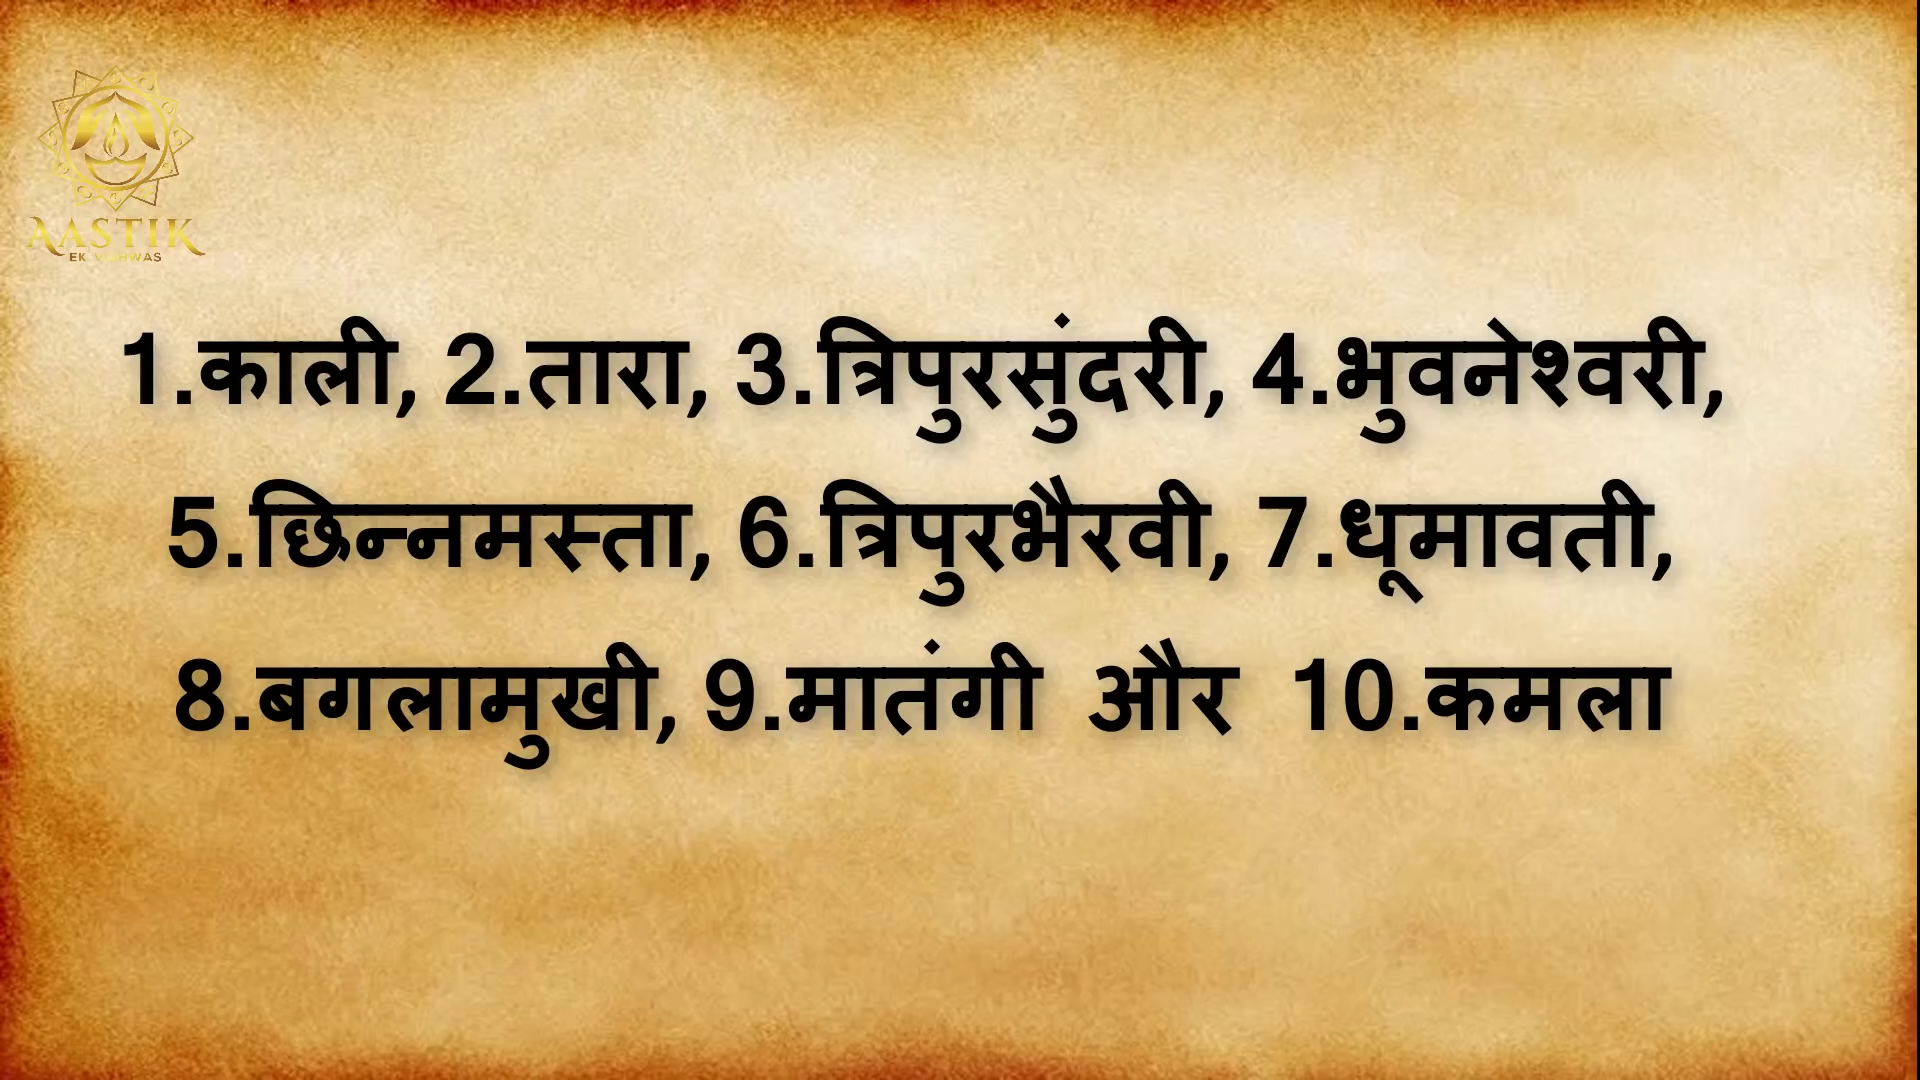 AASTIK
EK VISHWAS
1.काली, 2.तारा, 3.त्रिपुरसुंदरी, 4.भुवनेश्वरी,
5.छिन्नमस्ता, 6.त्रिपुरभैरवी, 7.धूमावती,
8.बगलामुखी, 9.मातंगी और 10.कमला